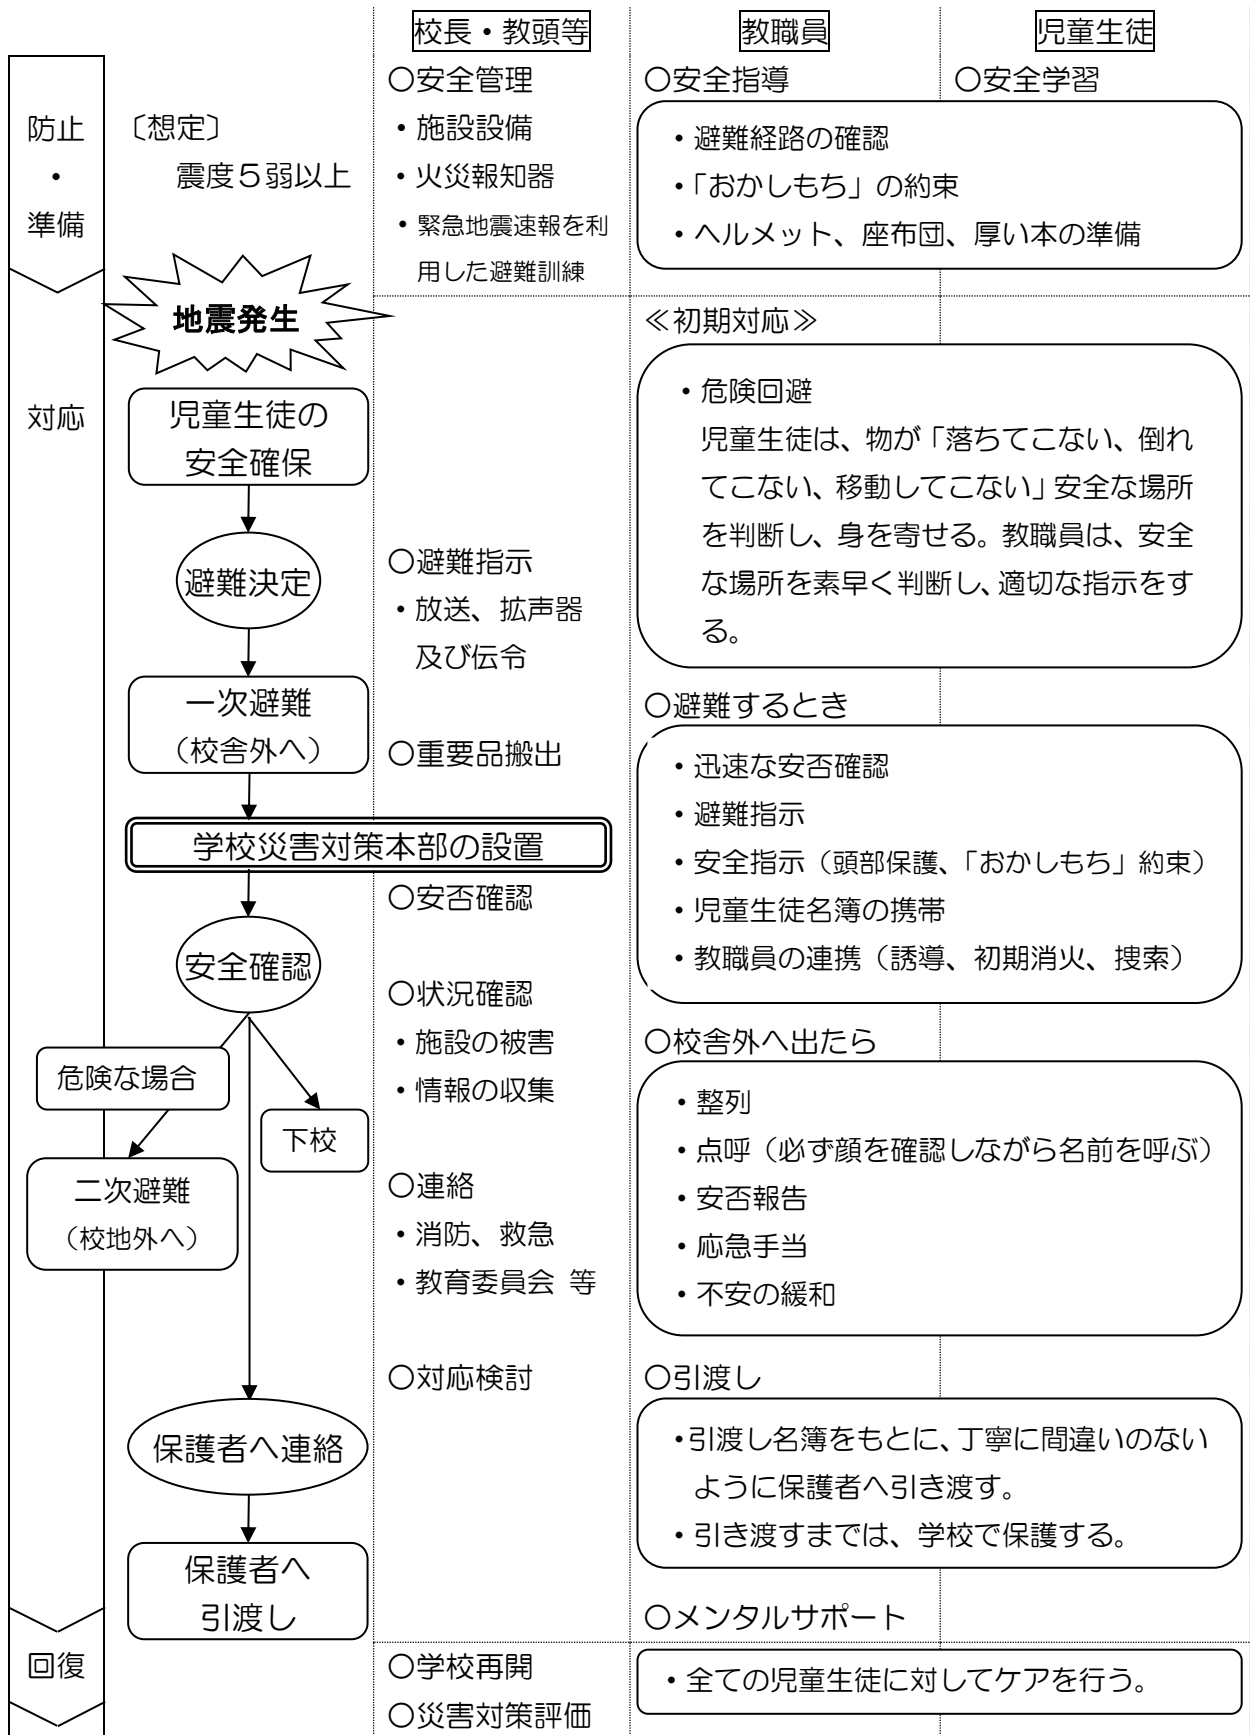 校長・教頭等
教職員
児童生徒
防止
・
準備
〔想定〕
震度5弱以上
〇安全管理
・施設設備
・火災報知器
・緊急地震速報を利
用した避難訓練
〇安全指導
〇安全学習
・避難経路の確認
・「おかしもち」の約束
・ヘルメット、座布団、厚い本の準備
対応
地震発生
児童生徒の
安全確保
避難決定
一次避難
（校舎外へ）
学校災害対策本部の設置
安全確認
危険な場合
下校
二次避難
（校地外へ）
保護者へ連絡
保護者へ
引渡し
〇避難指示
・放送、拡声器
及び伝令
〇重要品搬出
〇安否確認
〇状況確認
・施設の被害
・情報の収集
〇連絡
・消防、救急
・教育委員会 等
〇対応検討
≪初期対応≫
・危険回避
児童生徒は、物が「落ちてこない、倒れ
てこない、移動してこない」安全な場所
を判断し、身を寄せる。教職員は、安全
な場所を素早く判断し、適切な指示をす
る。
〇避難するとき
・迅速な安否確認
・避難指示
・安全指示（頭部保護、「おかしもち」約束）
・児童生徒名簿の携帯
・教職員の連携（誘導、初期消火、捜索）
〇校舎外へ出たら
・整列
・点呼（必ず顔を確認しながら名前を呼ぶ）
・安否報告
・応急手当
・不安の緩和
〇引渡し
・引渡し名簿をもとに、丁寧に間違いのない
ように保護者へ引き渡す。
・引き渡すまでは、学校で保護する。
〇メンタルサポート
回復
〇学校再開
〇災害対策評価
・全ての児童生徒に対してケアを行う。